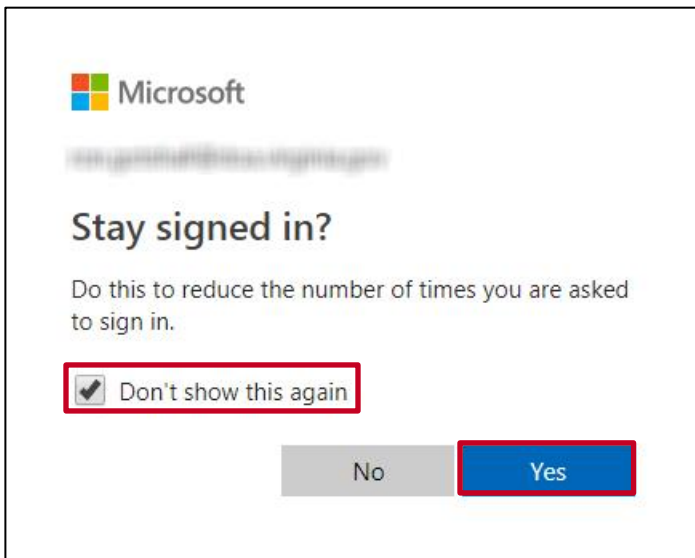 Microsoft
Stay signed in?
Do this to reduce the number of times you are asked
to sign in.
Don't show this again
No
Yes